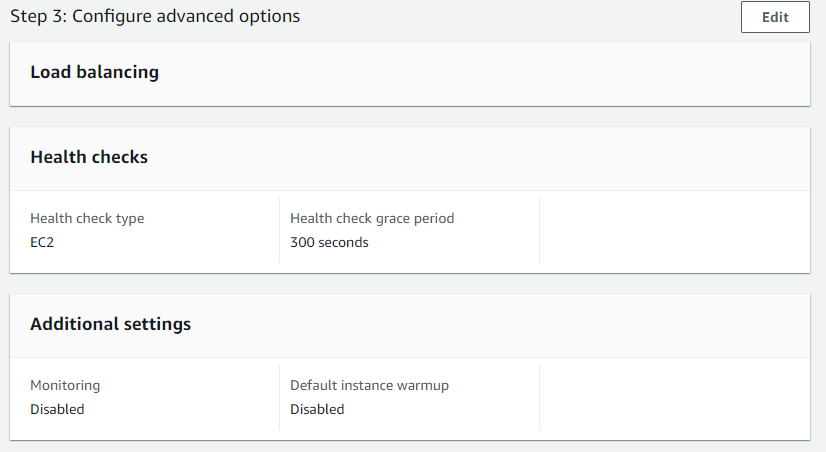 Step 3: Configure advanced options
Edit
Load balancing
Health checks
Health check type
Health check grace period
EC2
300 seconds
Additional settings
Monitoring
Default instance warmup
Disabled
Disabled